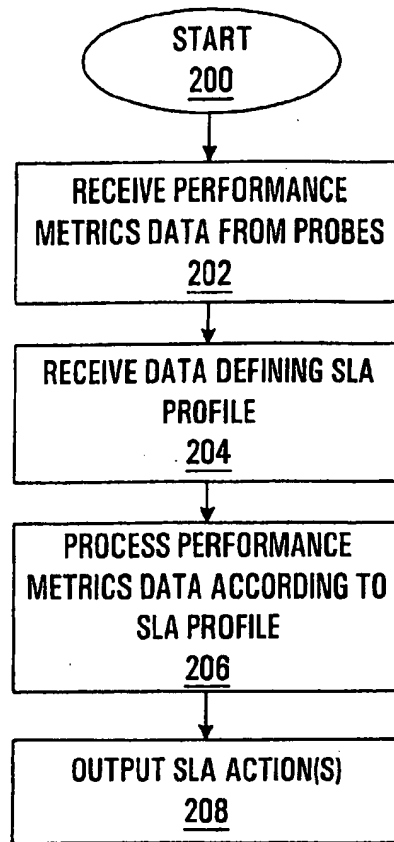 START
200
RECEIVE PERFORMANCE
METRICS DATA FROM PROBES
202
RECEIVE DATA DEFINING SLA
PROFILE
204
PROCESS PERFORMANCE
METRICS DATA ACCORDING TO
SLA PROFILE
206
OUTPUT SLA ACTION(S)
208